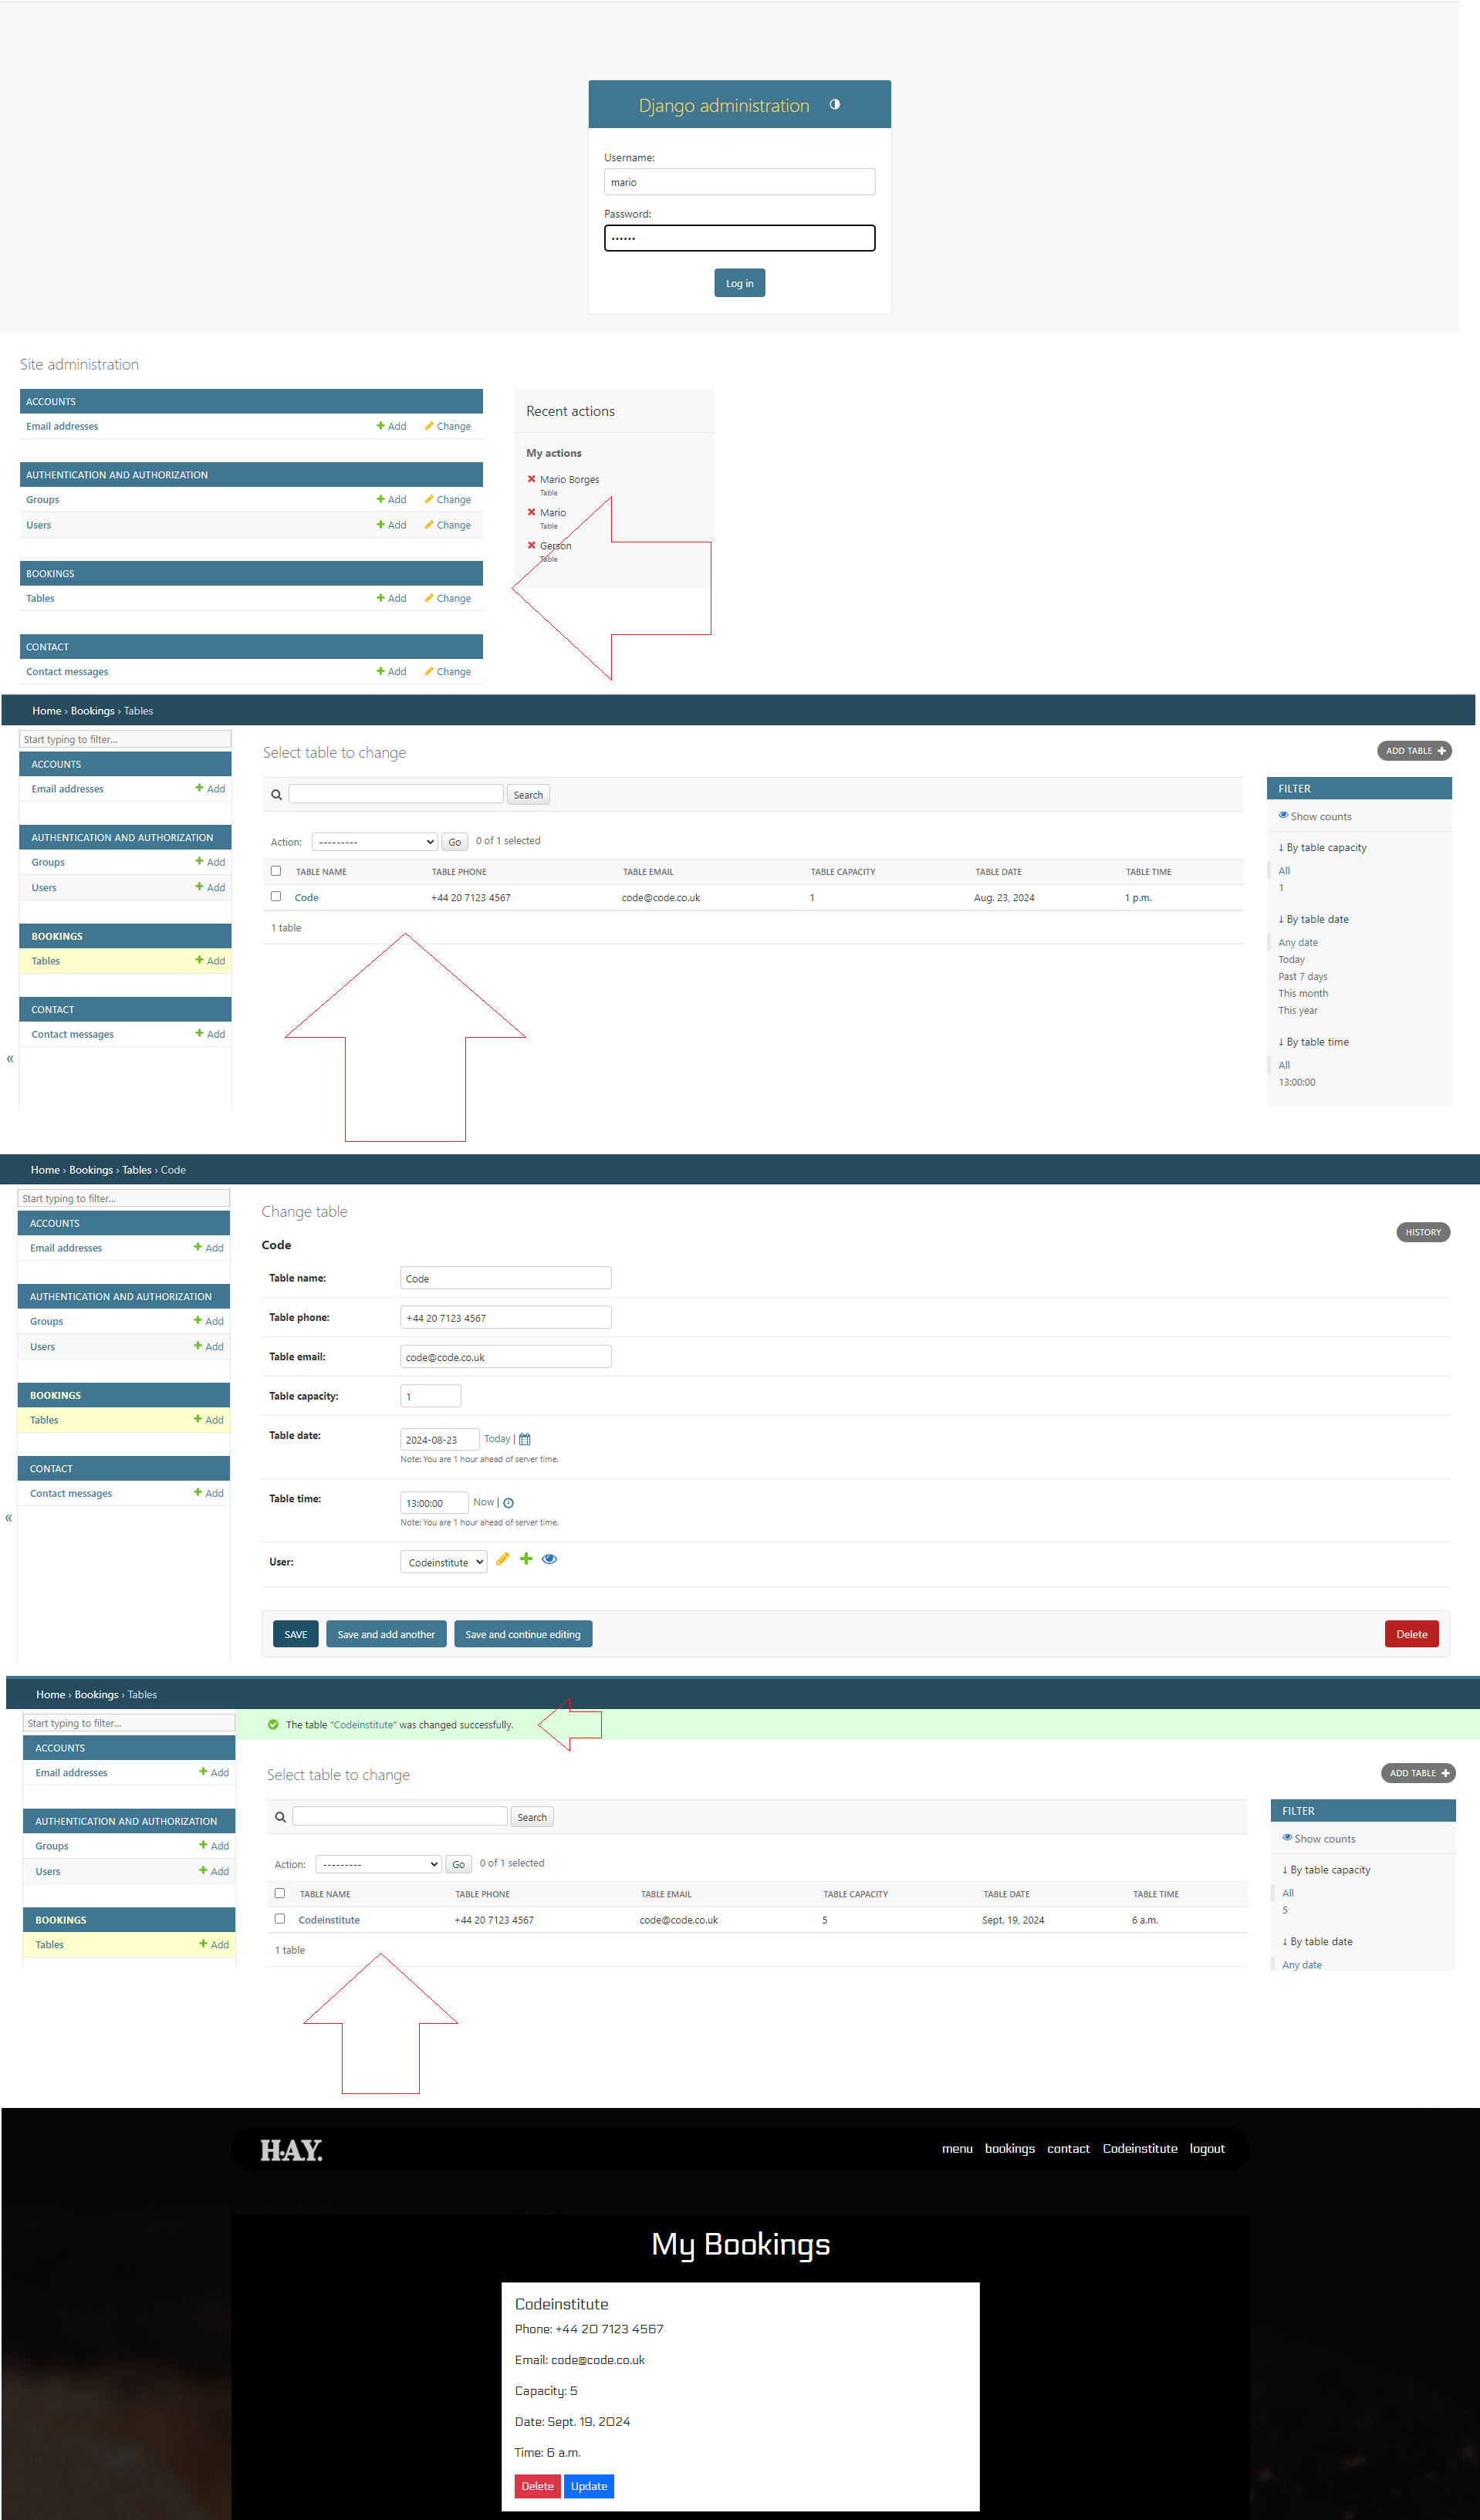 Django administration
Username:
mario
Password:
••••••
Log in
Site administration
ACCOUNTS
Email addresses Add Change
AUTHENTICATION AND AUTHORIZATION
Groups Add Change
Users Add Change
BOOKINGS
Tables Add Change
CONTACT
Contact messages Add Change
Recent actions
My actions
Mario Borges
Table
Mario
Table
Gerson
Table
Home › Bookings › Tables
Start typing to filter...
ACCOUNTS
Email addresses Add
AUTHENTICATION AND AUTHORIZATION
Groups Add
Users Add
BOOKINGS
Tables Add
CONTACT
Contact messages Add
«
Select table to change
ADD TABLE
Search
Action: --------- Go 0 of 1 selected
TABLE NAME TABLE PHONE TABLE EMAIL TABLE CAPACITY TABLE DATE TABLE TIME
Code +44 20 7123 4567 code@code.co.uk 1 Aug. 23, 2024 1 p.m.
1 table
FILTER
Show counts
↓ By table capacity
All
1
↓ By table date
Any date
Today
Past 7 days
This month
This year
↓ By table time
All
13:00:00
Home › Bookings › Tables › Code
Start typing to filter...
ACCOUNTS
Email addresses Add
AUTHENTICATION AND AUTHORIZATION
Groups Add
Users Add
BOOKINGS
Tables Add
CONTACT
Contact messages Add
«
Change table
HISTORY
Code
Table name: Code
Table phone: +44 20 7123 4567
Table email: code@code.co.uk
Table capacity: 1
Table date: 2024-08-23 Today |
Note: You are 1 hour ahead of server time.
Table time: 13:00:00 Now |
Note: You are 1 hour ahead of server time.
User: Codeinstitute
SAVE Save and add another Save and continue editing Delete
Home › Bookings › Tables
Start typing to filter...
ACCOUNTS
Email addresses Add
AUTHENTICATION AND AUTHORIZATION
Groups Add
Users Add
BOOKINGS
Tables Add
The table “Codeinstitute” was changed successfully.
Select table to change
ADD TABLE
Search
Action: --------- Go 0 of 1 selected
TABLE NAME TABLE PHONE TABLE EMAIL TABLE CAPACITY TABLE DATE TABLE TIME
Codeinstitute +44 20 7123 4567 code@code.co.uk 5 Sept. 19, 2024 6 a.m.
1 table
FILTER
Show counts
↓ By table capacity
All
5
↓ By table date
Any date
H·AY.
menu bookings contact Codeinstitute logout
My Bookings
Codeinstitute
Phone: +44 20 7123 4567
Email: code@code.co.uk
Capacity: 5
Date: Sept. 19, 2024
Time: 6 a.m.
Delete Update